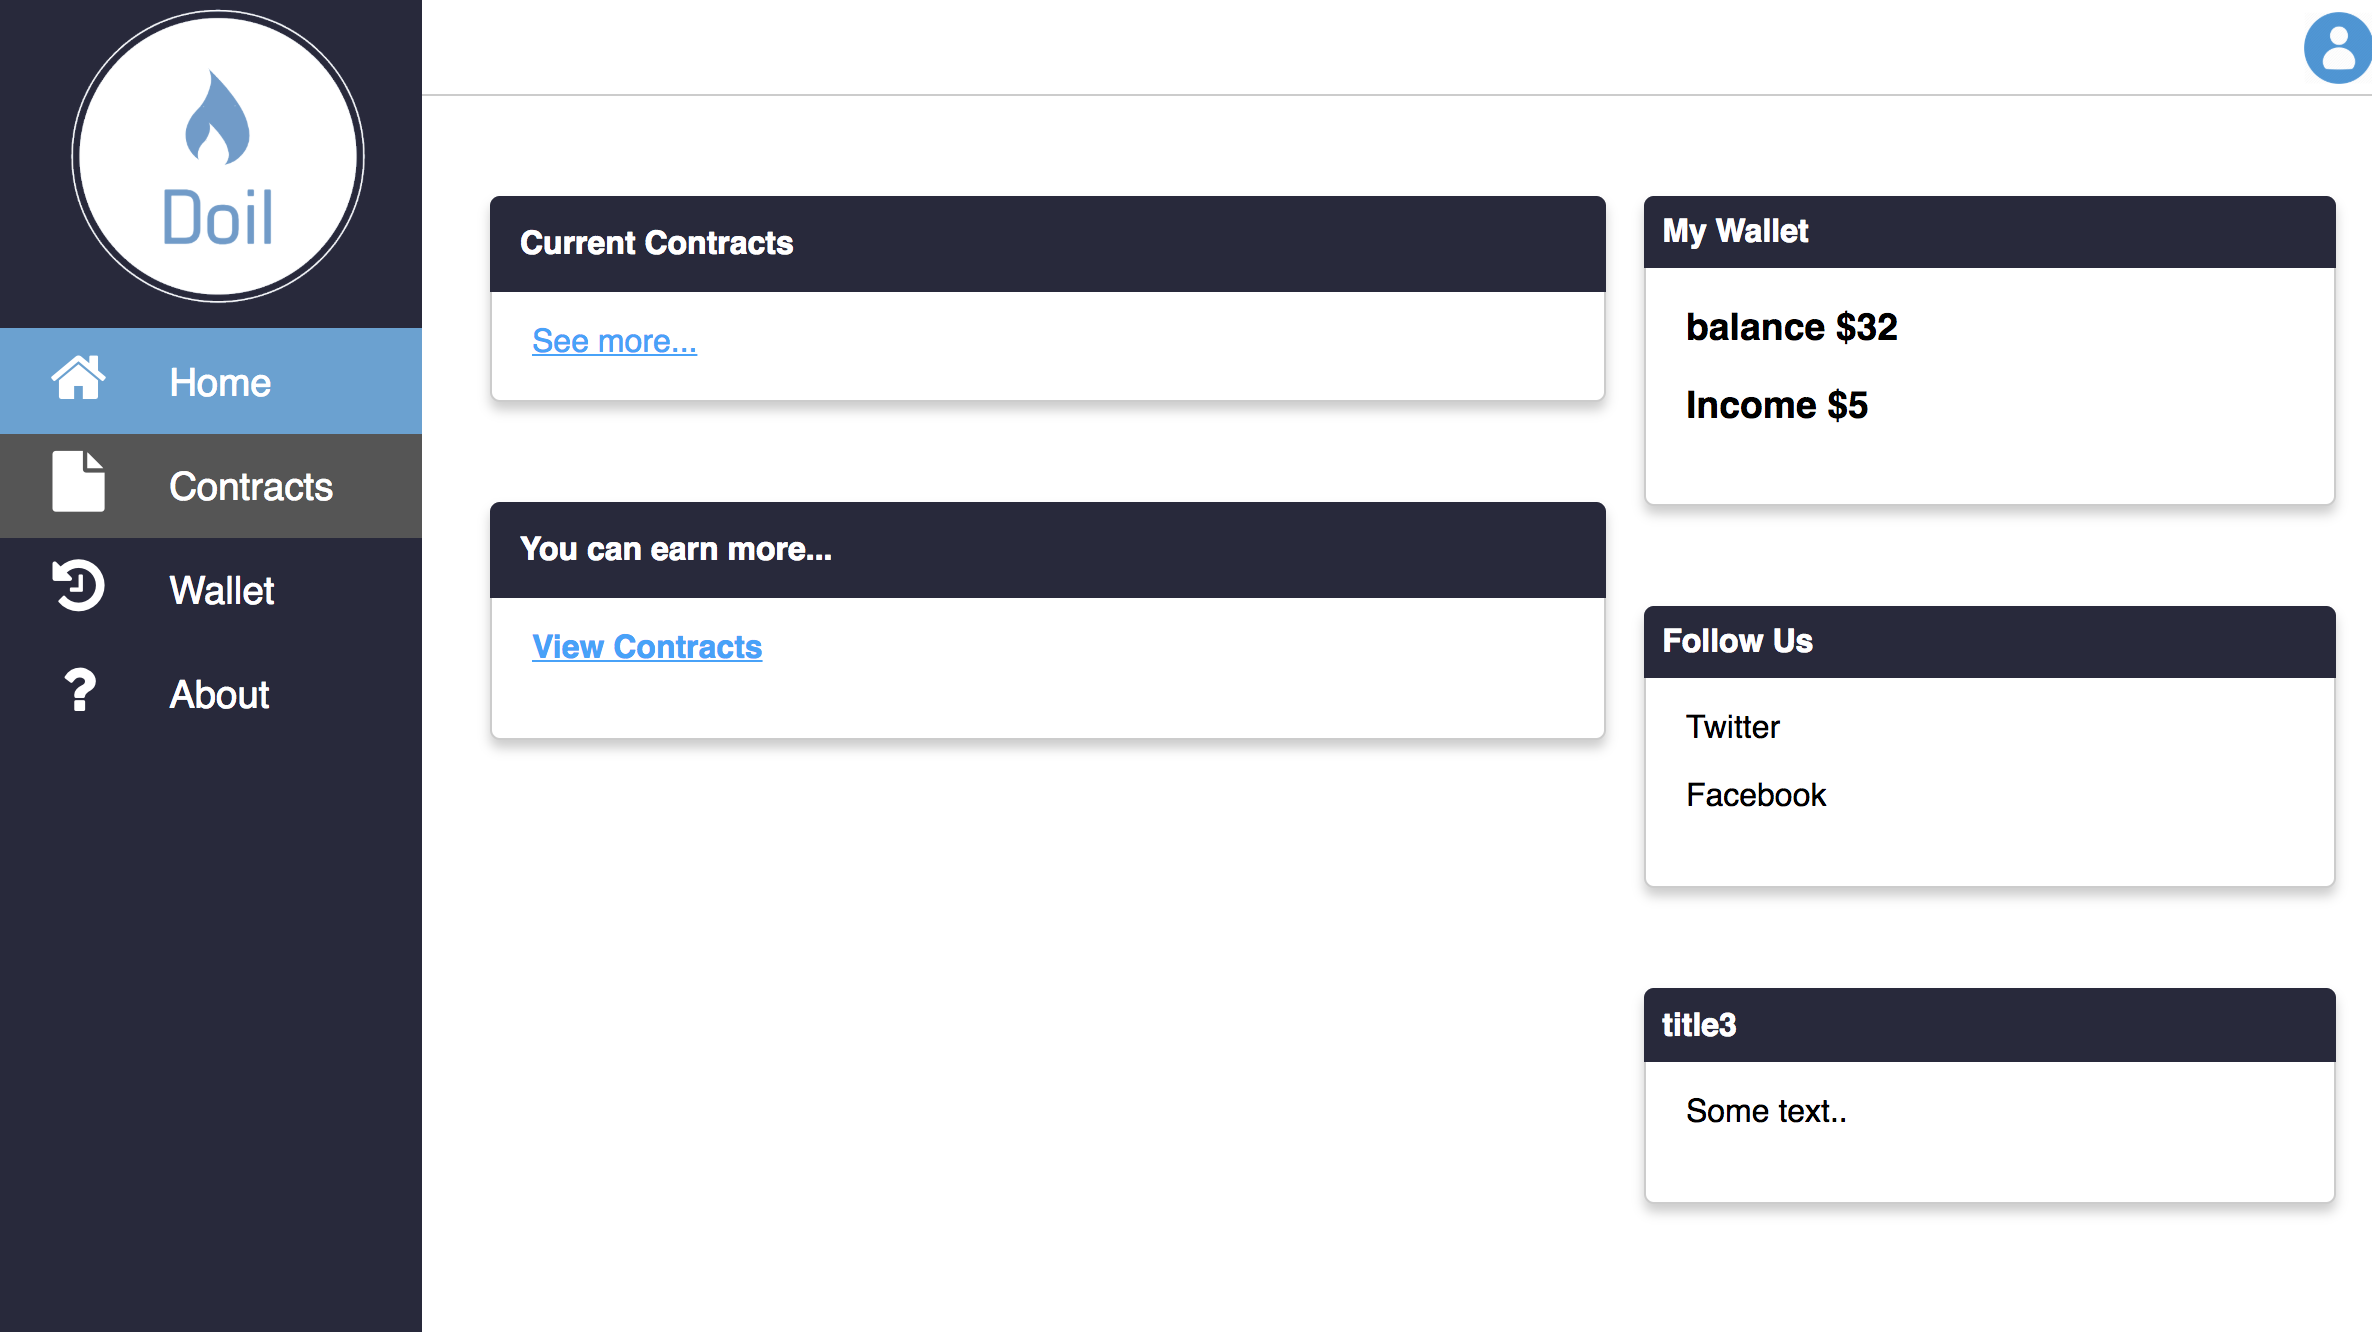 Doil
Home
Contracts
Wallet
About
Current Contracts
See more...
You can earn more...
View Contracts
My Wallet
balance $32
Income $5
Follow Us
Twitter
Facebook
title3
Some text..